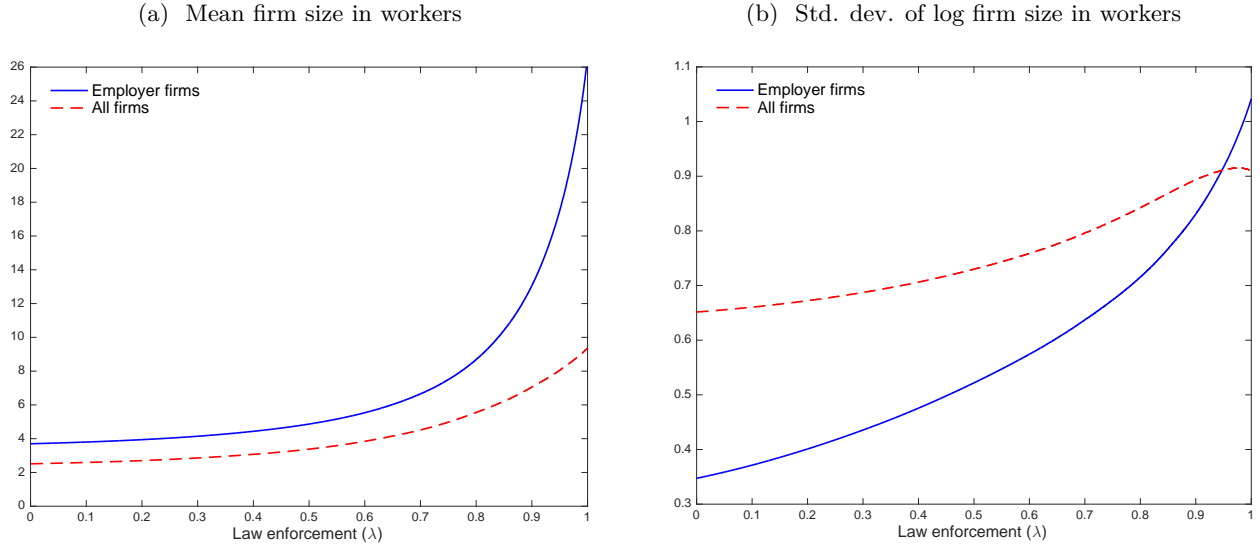 (a) Mean firm size in workers
26
24
22
20
18
16
14
12
10
8
6
4
2
0
Employer firms
All firms
0 0.1 0.2 0.3 0.4 0.5 0.6 0.7 0.8 0.9 1
Law enforcement (λ)
(b) Std. dev. of log firm size in workers
1.1
1
0.9
0.8
0.7
0.6
0.5
0.4
0.3
Employer firms
All firms
0 0.1 0.2 0.3 0.4 0.5 0.6 0.7 0.8 0.9 1
Law enforcement (λ)